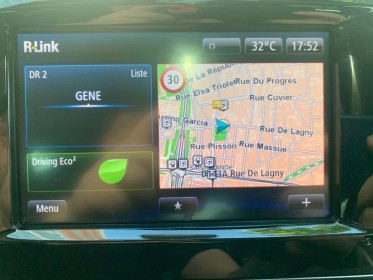 R-Link 32°C 17:52
DR 2 Liste
GENE
30
Rue Elsa Triolet
Rue Du Progres
Rue Cuvier
Garcia
Rue De Lagny
Rue Plisson
Rue Massue
Rue De Lagny
Driving Eco²
Menu
+